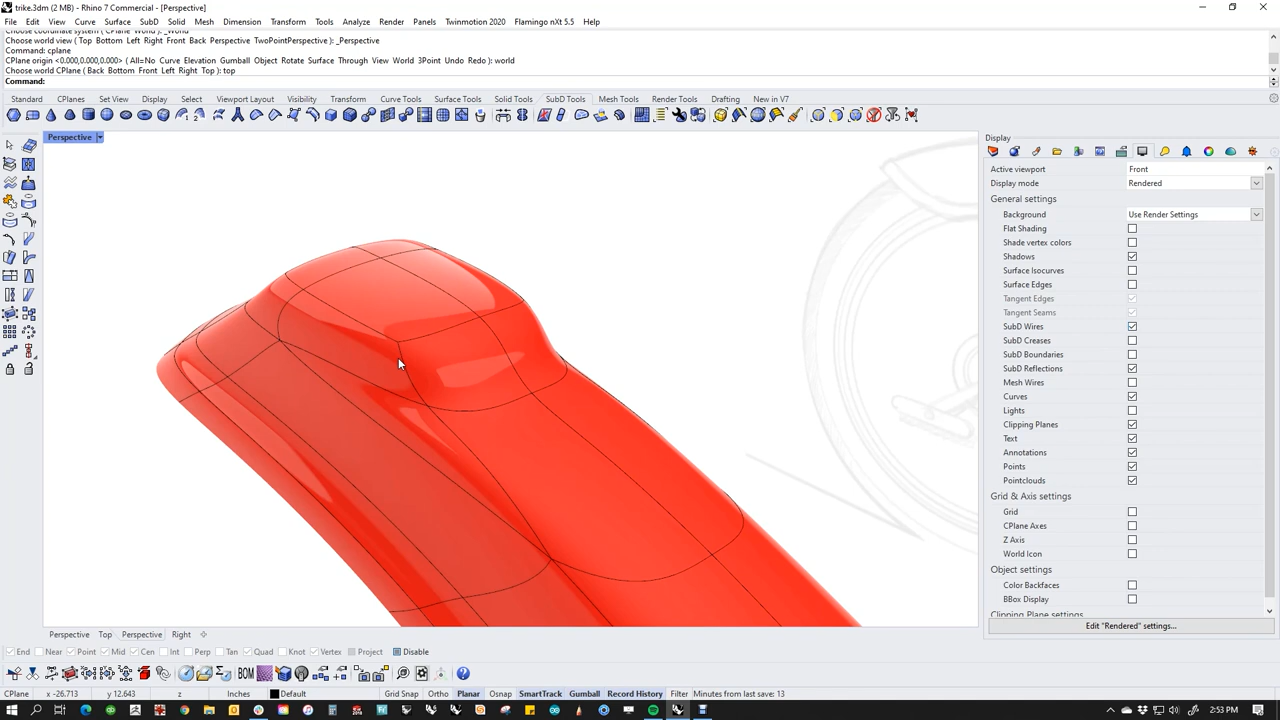 trike.3dm (2 MB) - Rhino 7 Commercial - [Perspective]
File Edit View Curve Surface SubD Solid Mesh Dimension Transform Tools Analyze Render Panels Twinmotion 2020 Flamingo nXt 5.5 Help
Choose coordinate system ( CPlane World ): _World
Choose world view ( Top Bottom Left Right Front Back Perspective TwoPointPerspective ): _Perspective
Command: cplane
CPlane origin <0.000,0.000,0.000> ( All=No Curve Elevation Gumball Object Rotate Surface Through View World 3Point Undo Redo ): world
Choose world CPlane ( Back Bottom Front Left Right Top ): top
Command:
Standard CPlanes Set View Display Select Viewport Layout Visibility Transform Curve Tools Surface Tools Solid Tools SubD Tools Mesh Tools Render Tools Drafting New in V7
Perspective
Display
Active viewport Front
Display mode Rendered
General settings
Background Use Render Settings
Flat Shading
Shade vertex colors
Shadows
Surface Isocurves
Surface Edges
Tangent Edges
Tangent Seams
SubD Wires
SubD Creases
SubD Boundaries
SubD Reflections
Mesh Wires
Curves
Lights
Clipping Planes
Text
Annotations
Points
Pointclouds
Grid & Axis settings
Grid
CPlane Axes
Z Axis
World Icon
Object settings
Color Backfaces
BBox Display
Clipping Plane settings
Edit "Rendered" settings...
Perspective Top Perspective Right
End Near Point Mid Cen Int Perp Tan Quad Knot Vertex Project Disable
BOM
CPlane x -26.713 y 12.643 z Inches Default Grid Snap Ortho Planar Osnap SmartTrack Gumball Record History Filter Minutes from last save: 13
2:53 PM